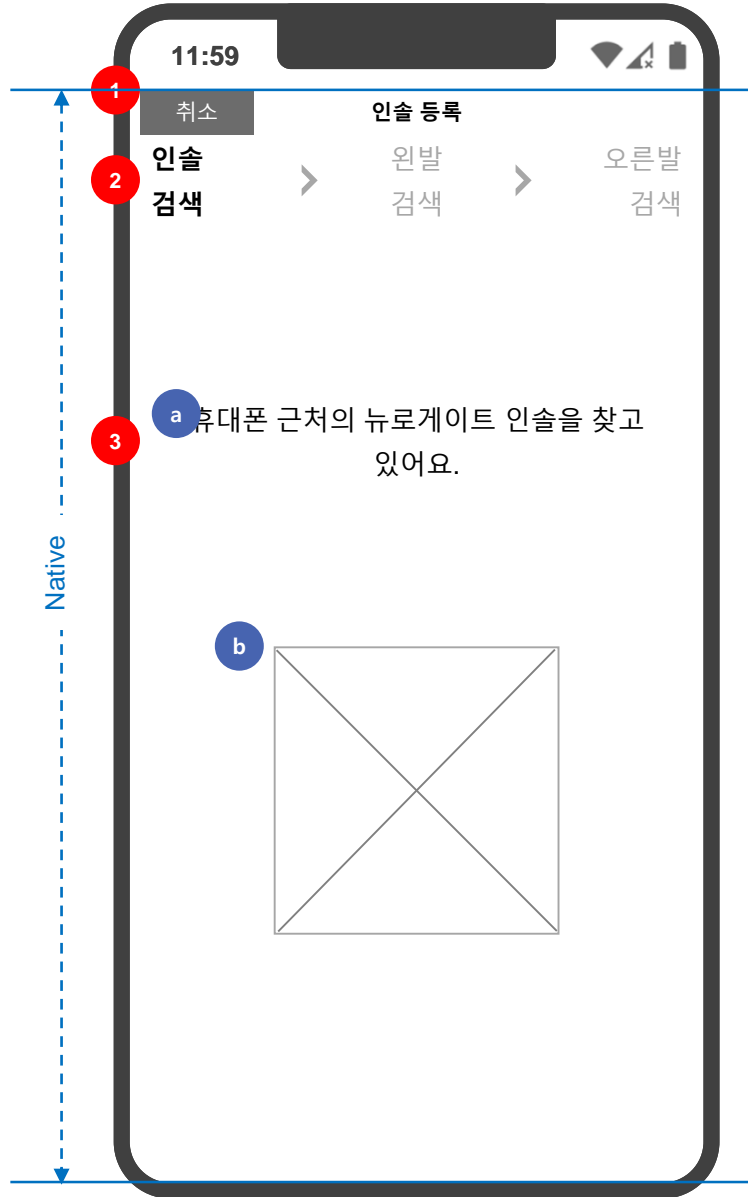 11:59
1
취소
인솔 등록
2
인솔
검색
왼발
검색
오른발
검색
a
휴대폰 근처의 뉴로게이트 인솔을 찾고
있어요.
3
Native
b